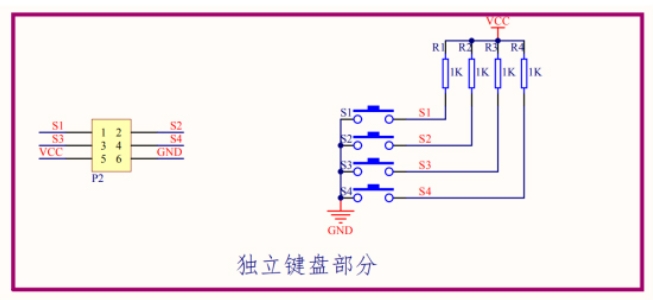 VCC
R1 R2 R3 R4
1K 1K 1K 1K
S1 S1
S2 S2
S3 S3
S4 S4
GND
S1 1 2 S2
S3 3 4 S4
VCC 5 6 GND
P2
独立键盘部分